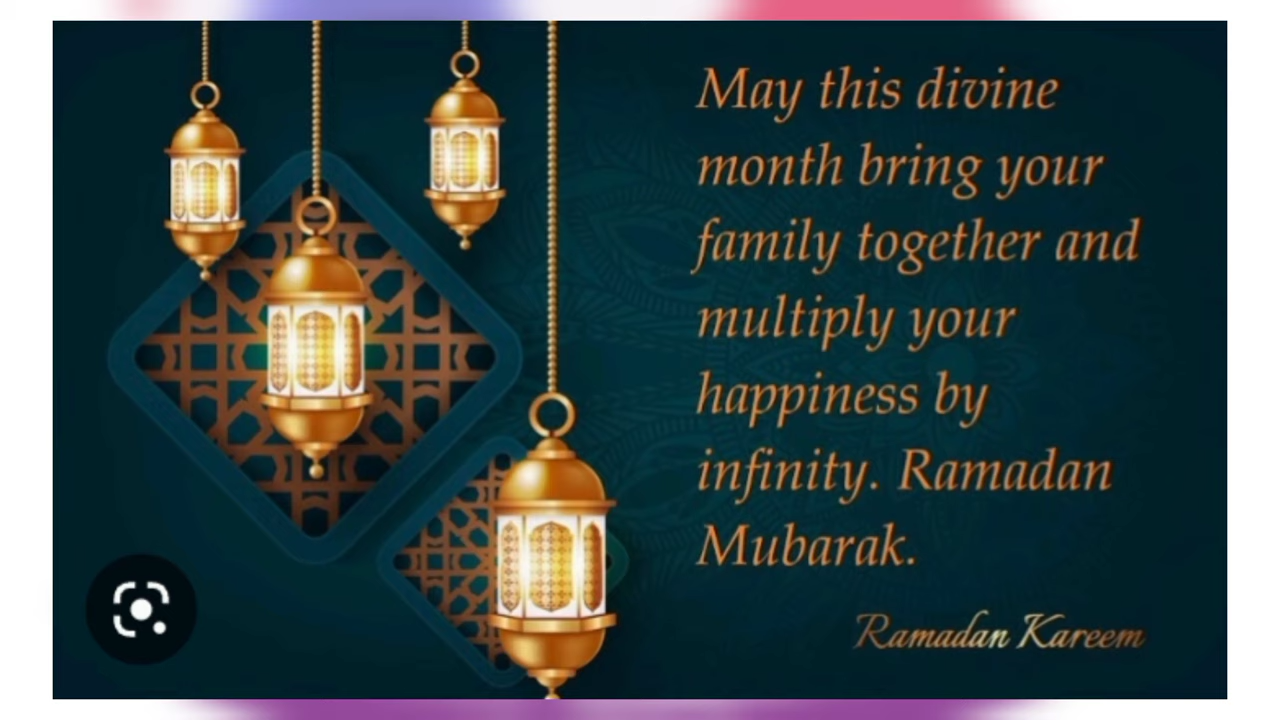 May this divine
month bring your
family together and
multiply your
happiness by
infinity. Ramadan
Mubarak.
Ramadan Kareem